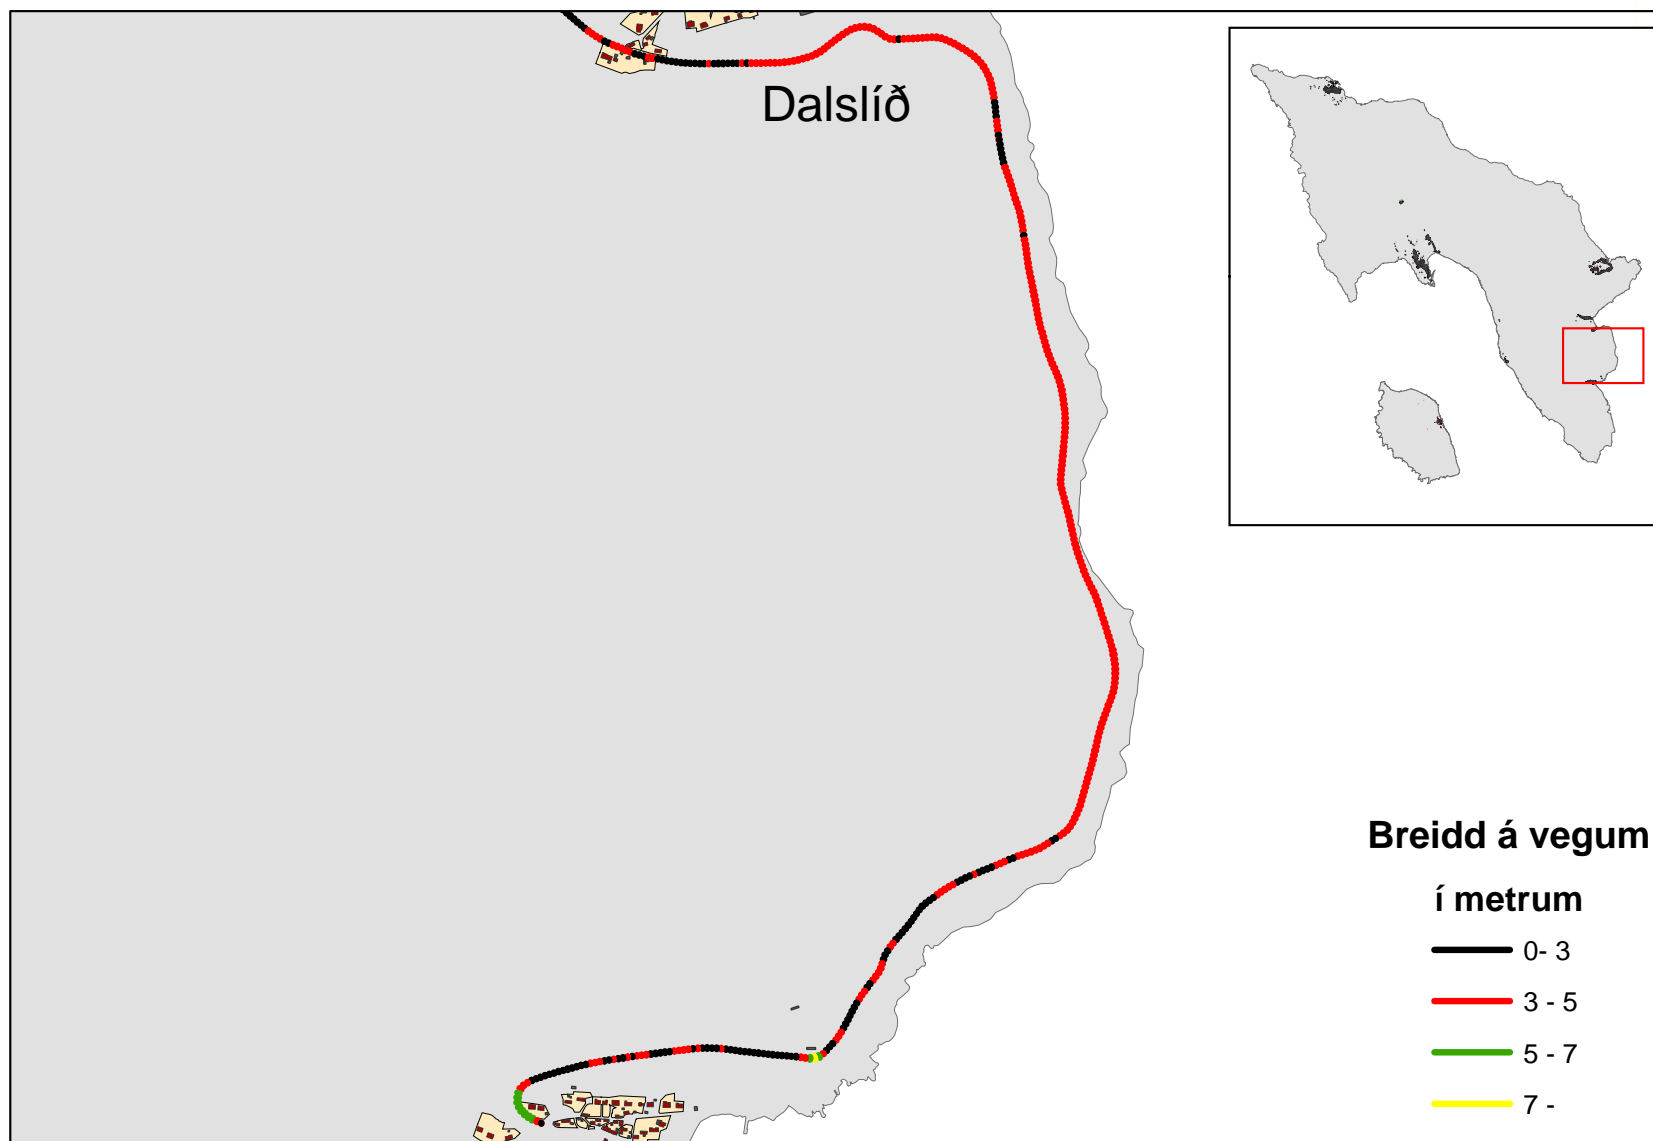 Dalslíð
Breidd á vegum
í metrum
0- 3
3 - 5
5 - 7
7 -